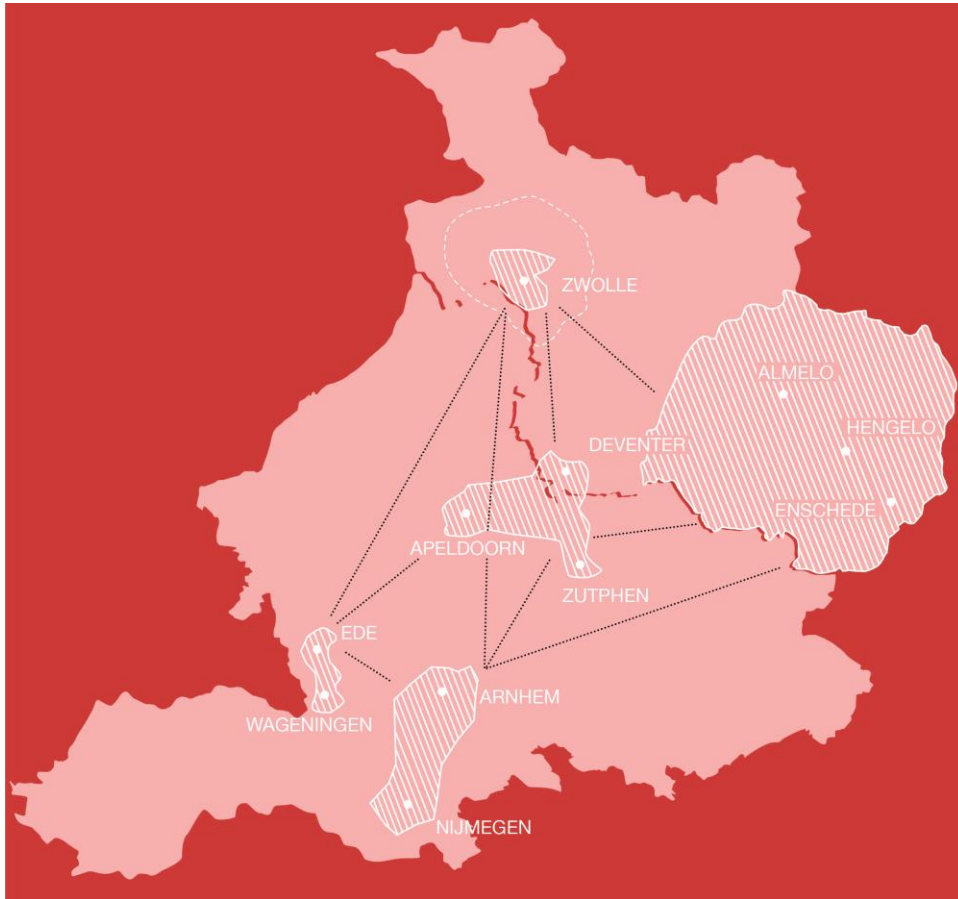 ZWOLLE
ALMELO
HENGELO
DEVENTER
ENSCHEDE
APELDOORN
ZUTPHEN
EDE
ARNHEM
WAGENINGEN
NIJMEGEN